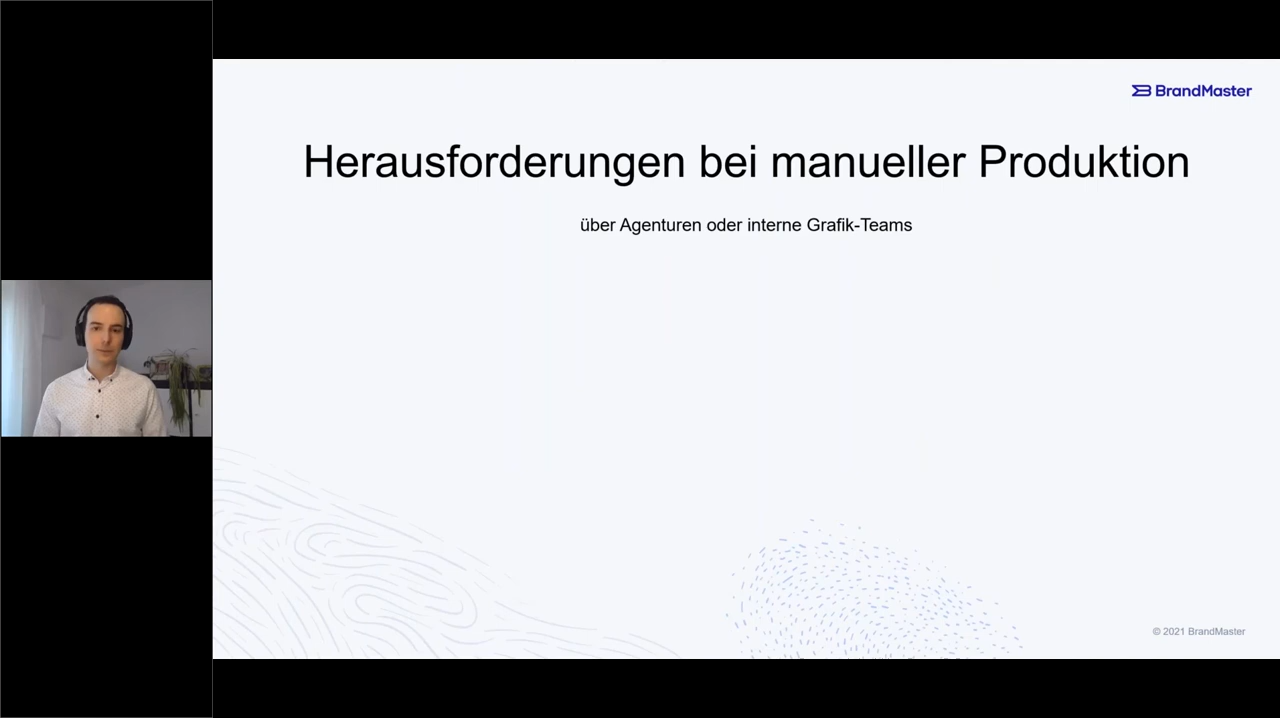 BrandMaster
Herausforderungen bei manueller Produktion
über Agenturen oder interne Grafik-Teams
© 2021 BrandMaster